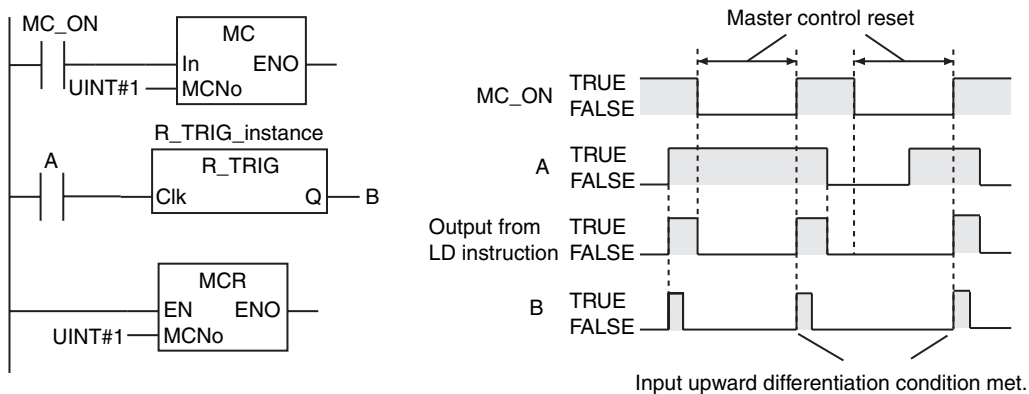 MC_ON
MC
In ENO
UINT#1 MCNo
R_TRIG_instance
A
R_TRIG
Clk Q B
MCR
EN ENO
UINT#1 MCNo
Master control reset
MC_ON TRUE
FALSE
A TRUE
FALSE
Output from
LD instruction
TRUE
FALSE
B TRUE
FALSE
Input upward differentiation condition met.